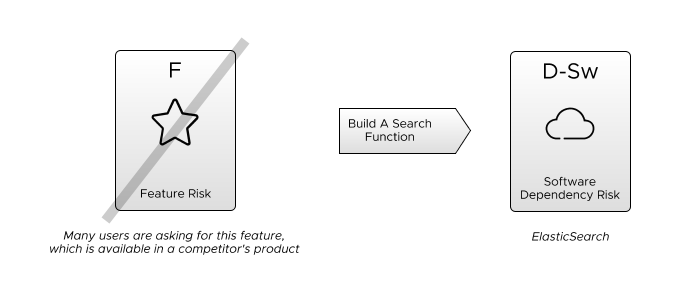 F
Feature Risk
Many users are asking for this feature,
which is available in a competitor's product
Build A Search
Function
D-Sw
Software
Dependency Risk
ElasticSearch